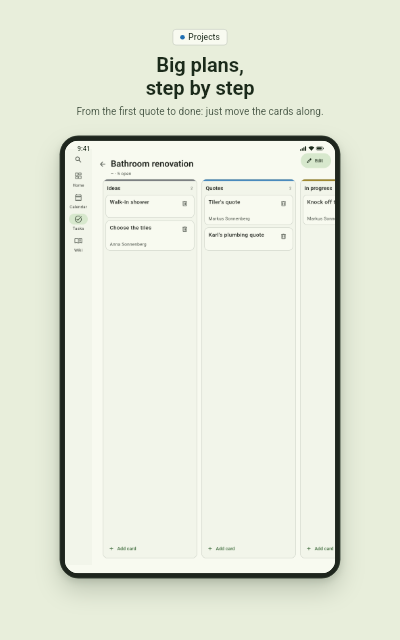 Projects
Big plans,
step by step
From the first quote to done: just move the cards along.
9:41
Bathroom renovation
6 open
Edit
Home
Calendar
Tasks
Wiki
Ideas
Walk-in shower
Choose the tiles
Anna Sonnenberg
Add card
Quotes
Tiler's quote
Markus Sonnenberg
Karl's plumbing quote
Add card
In progress
Knock off t
Markus Sonn
Add card